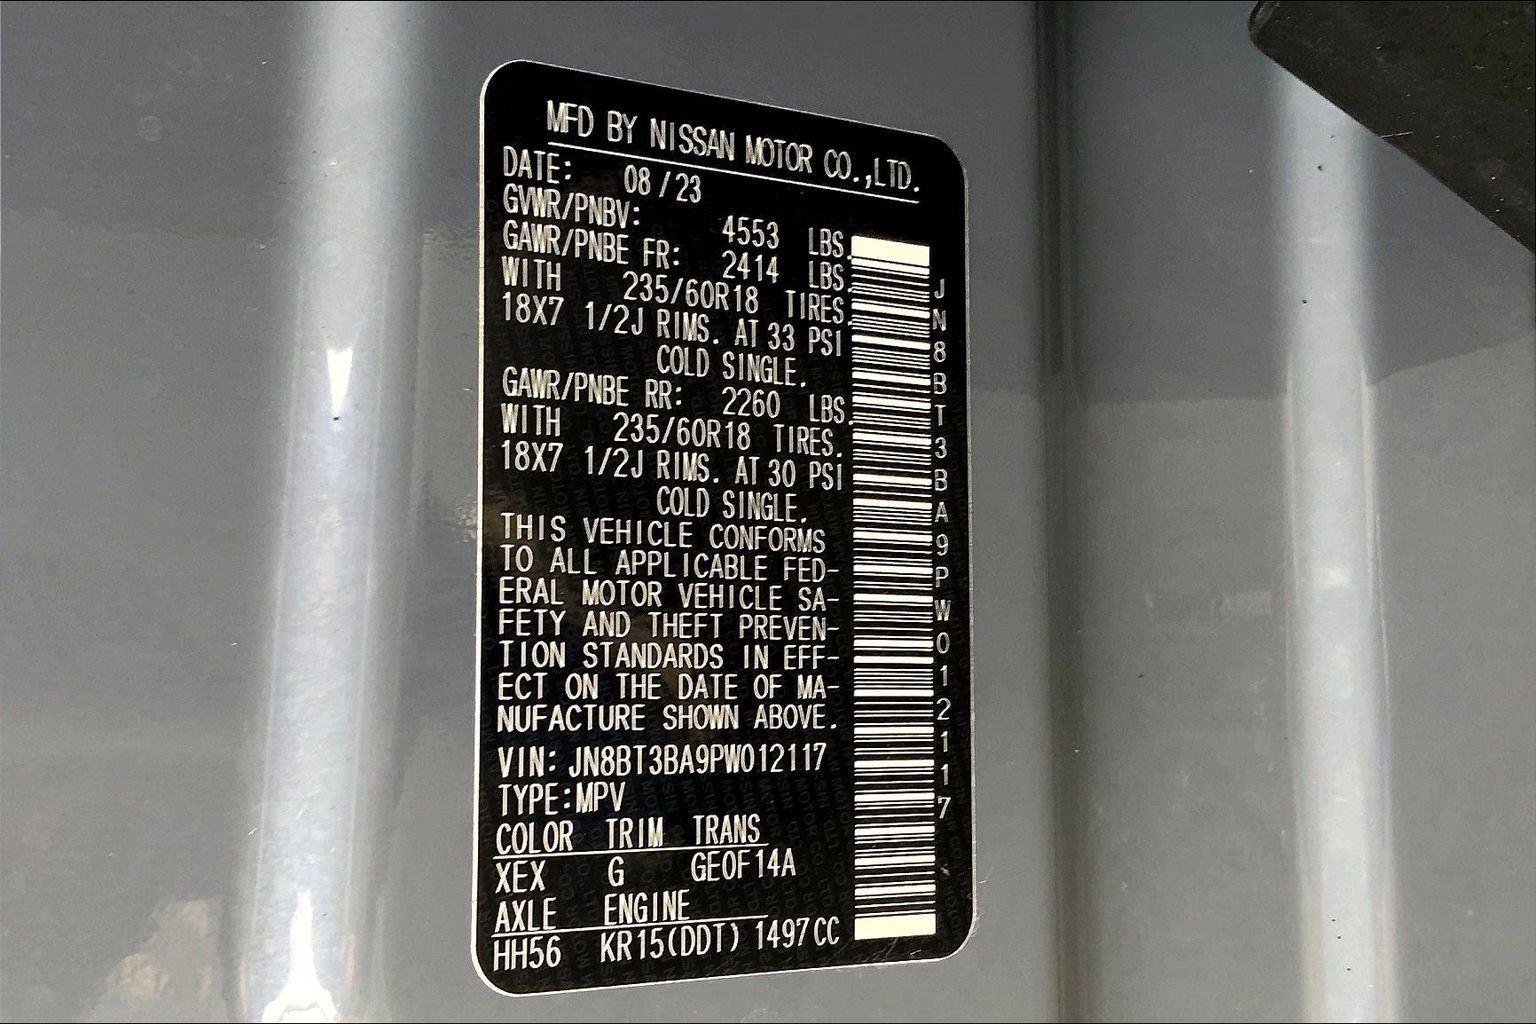 MFD BY NISSAN MOTOR CO.,LTD.
DATE: 08/23
GVWR/PNBV: 4553 LBS.
GAWR/PNBE FR: 2414 LBS.
WITH 235/60R18 TIRES.
18X7 1/2J RIMS. AT 33 PSI
COLD SINGLE.
GAWR/PNBE RR: 2260 LBS.
WITH 235/60R18 TIRES.
18X7 1/2J RIMS. AT 30 PSI
COLD SINGLE.
THIS VEHICLE CONFORMS
TO ALL APPLICABLE FED-
ERAL MOTOR VEHICLE SA-
FETY AND THEFT PREVEN-
TION STANDARDS IN EFF-
ECT ON THE DATE OF MA-
NUFACTURE SHOWN ABOVE.
VIN: JN8BT3BA9PW012117
TYPE:MPV
COLOR TRIM TRANS
XEX G GE0F14A
AXLE ENGINE
HH56 KR15(DDT) 1497CC
JN8BT3BA9PW012117